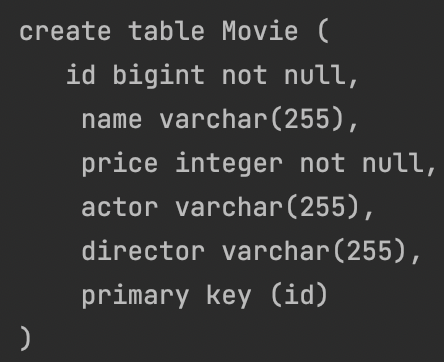 create table Movie (
id bigint not null,
name varchar(255),
price integer not null,
actor varchar(255),
director varchar(255),
primary key (id)
)